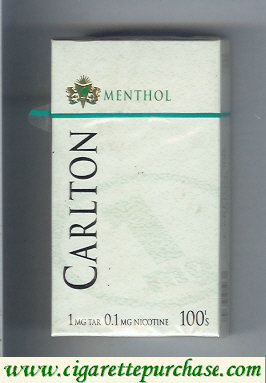 MENTHOL
CARLTON
1 MG TAR 0.1 MG NICOTINE 100's
www.cigarettepurchase.com